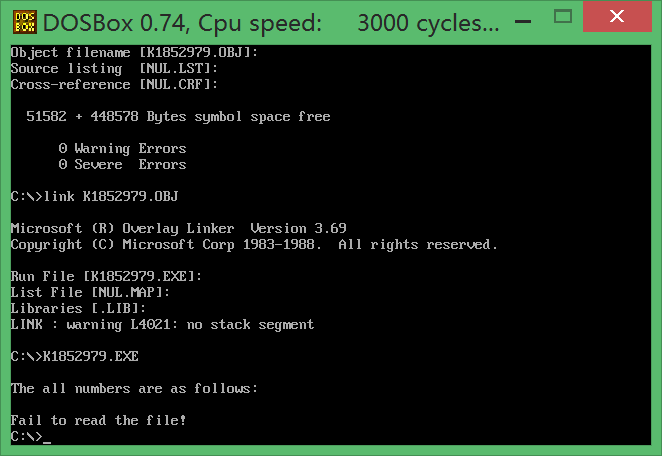 DOS
BOX
DOSBox 0.74, Cpu speed: 3000 cycles...
Object filename [K1852979.OBJ]:
Source listing  [NUL.LST]:
Cross-reference [NUL.CRF]:
51582 + 448578 Bytes symbol space free
0 Warning Errors
0 Severe  Errors
C:\>link K1852979.OBJ
Microsoft (R) Overlay Linker  Version 3.69
Copyright (C) Microsoft Corp 1983-1988.  All rights reserved.
Run File [K1852979.EXE]:
List File [NUL.MAP]:
Libraries [.LIB]:
LINK : warning L4021: no stack segment
C:\>K1852979.EXE
The all numbers are as follows:
Fail to read the file!
C:\>_